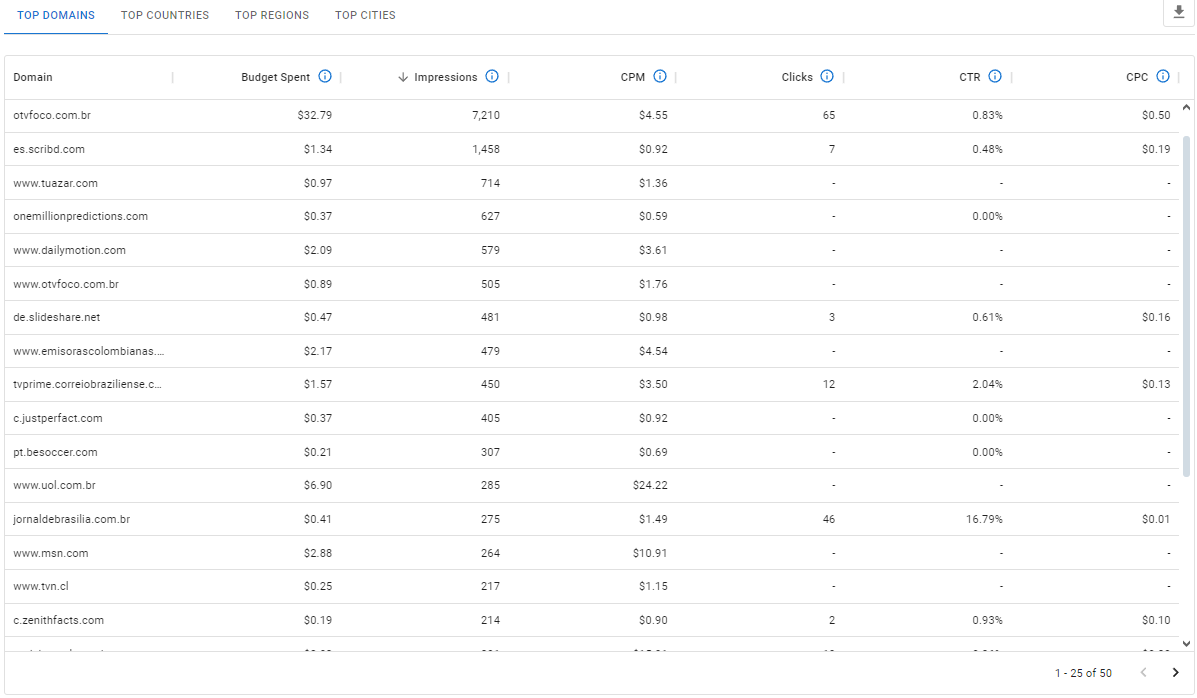 TOP DOMAINS TOP COUNTRIES TOP REGIONS TOP CITIES
Domain Budget Spent Impressions CPM Clicks CTR CPC
otvfoco.com.br $32.79 7,210 $4.55 65 0.83% $0.50
es.scribd.com $1.34 1,458 $0.92 7 0.48% $0.19
www.tuazar.com $0.97 714 $1.36 - - -
onemillionpredictions.com $0.37 627 $0.59 - 0.00% -
www.dailymotion.com $2.09 579 $3.61 - - -
www.otvfoco.com.br $0.89 505 $1.76 - - -
de.slideshare.net $0.47 481 $0.98 3 0.61% $0.16
www.emisorascolombianas.... $2.17 479 $4.54 - - -
tvprime.correiobraziliense.c... $1.57 450 $3.50 12 2.04% $0.13
c.justperfact.com $0.37 405 $0.92 - 0.00% -
pt.besoccer.com $0.21 307 $0.69 - 0.00% -
www.uol.com.br $6.90 285 $24.22 - - -
jornaldebrasilia.com.br $0.41 275 $1.49 46 16.79% $0.01
www.msn.com $2.88 264 $10.91 - - -
www.tvn.cl $0.25 217 $1.15 - - -
c.zenithfacts.com $0.19 214 $0.90 2 0.93% $0.10
1 - 25 of 50